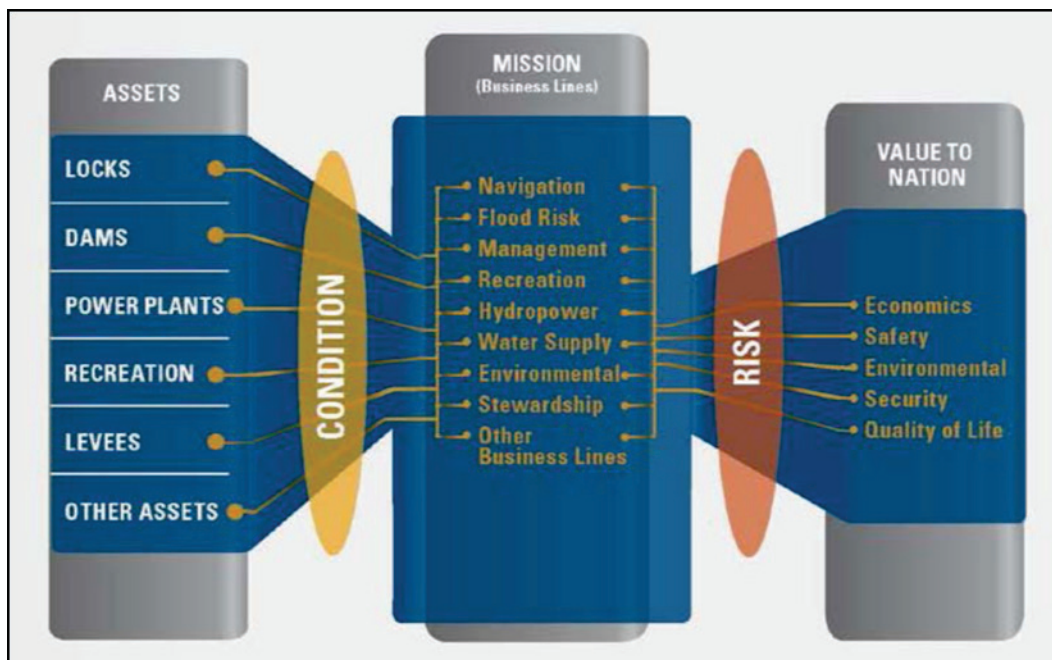 ASSETS
LOCKS
DAMS
POWER PLANTS
RECREATION
LEVEES
OTHER ASSETS
CONDITION
MISSION
(Business Lines)
Navigation
Flood Risk
Management
Recreation
Hydropower
Water Supply
Environmental
Stewardship
Other
Business Lines
RISK
VALUE TO
NATION
Economics
Safety
Environmental
Security
Quality of Life